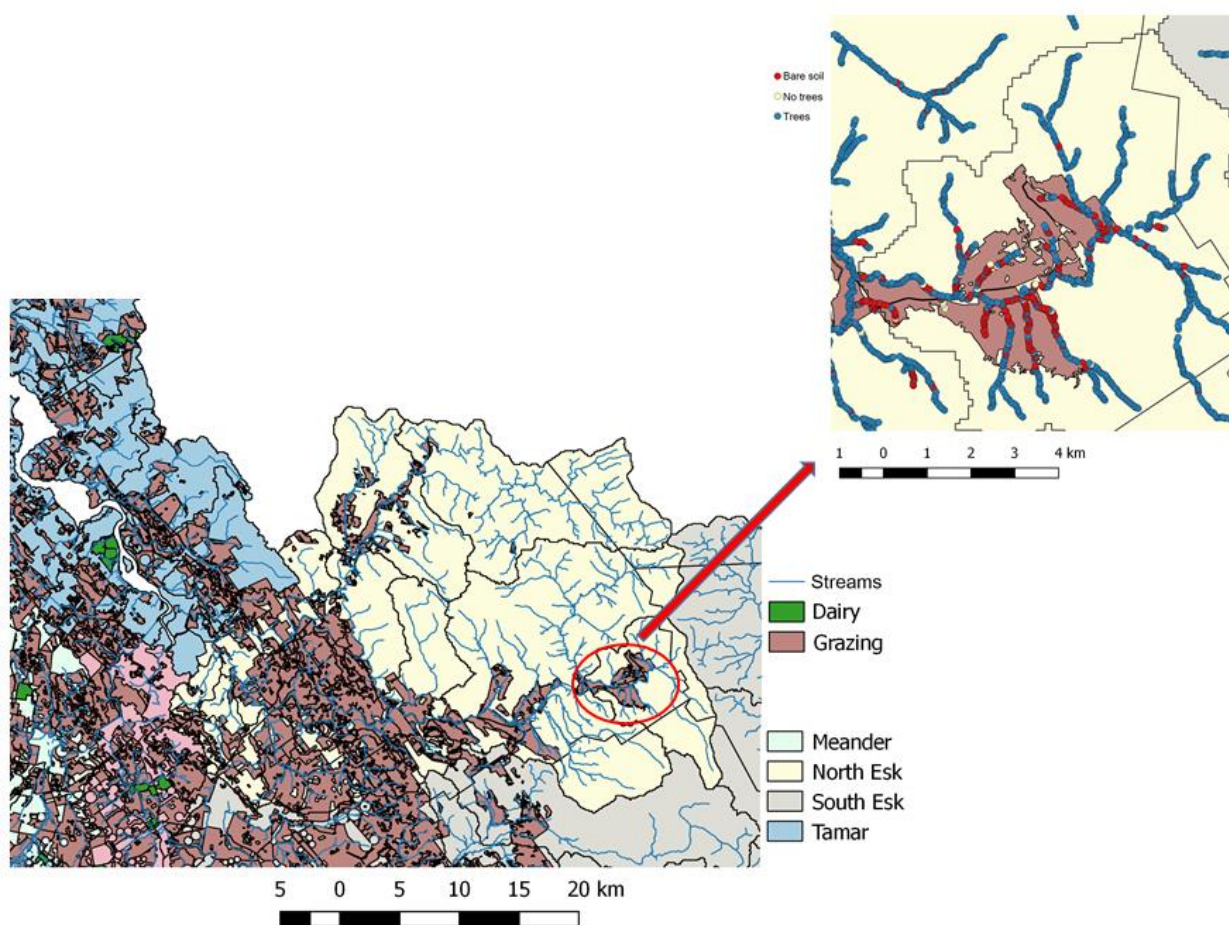 Bare soil
No trees
Trees
1 0 1 2 3 4 km
Streams
Dairy
Grazing
Meander
North Esk
South Esk
Tamar
5 0 5 10 15 20 km